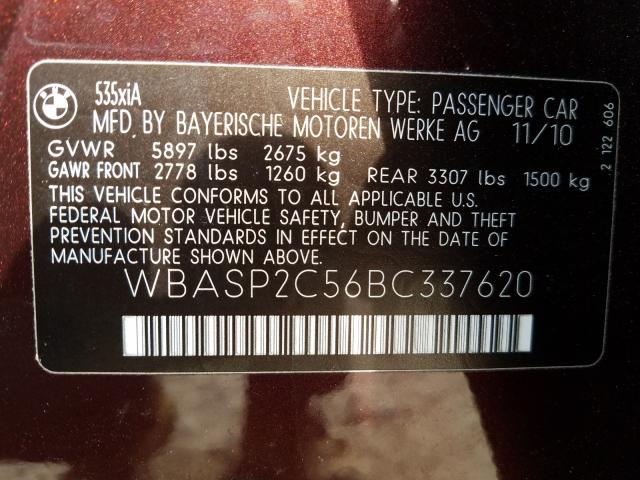 BMW
535xiA
VEHICLE TYPE: PASSENGER CAR
MFD. BY BAYERISCHE MOTOREN WERKE AG 11/10
GVWR 5897 lbs 2675 kg
GAWR FRONT 2778 lbs 1260 kg REAR 3307 lbs 1500 kg
THIS VEHICLE CONFORMS TO ALL APPLICABLE U.S.
FEDERAL MOTOR VEHICLE SAFETY, BUMPER AND THEFT
PREVENTION STANDARDS IN EFFECT ON THE DATE OF
MANUFACTURE SHOWN ABOVE.
WBASP2C56BC337620
2 122 606